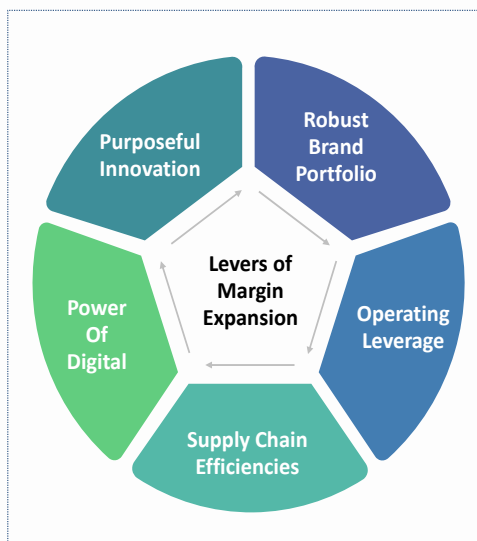 Purposeful
Innovation
Robust
Brand
Portfolio
Levers of
Margin
Expansion
Power
Of
Digital
Operating
Leverage
Supply Chain
Efficiencies